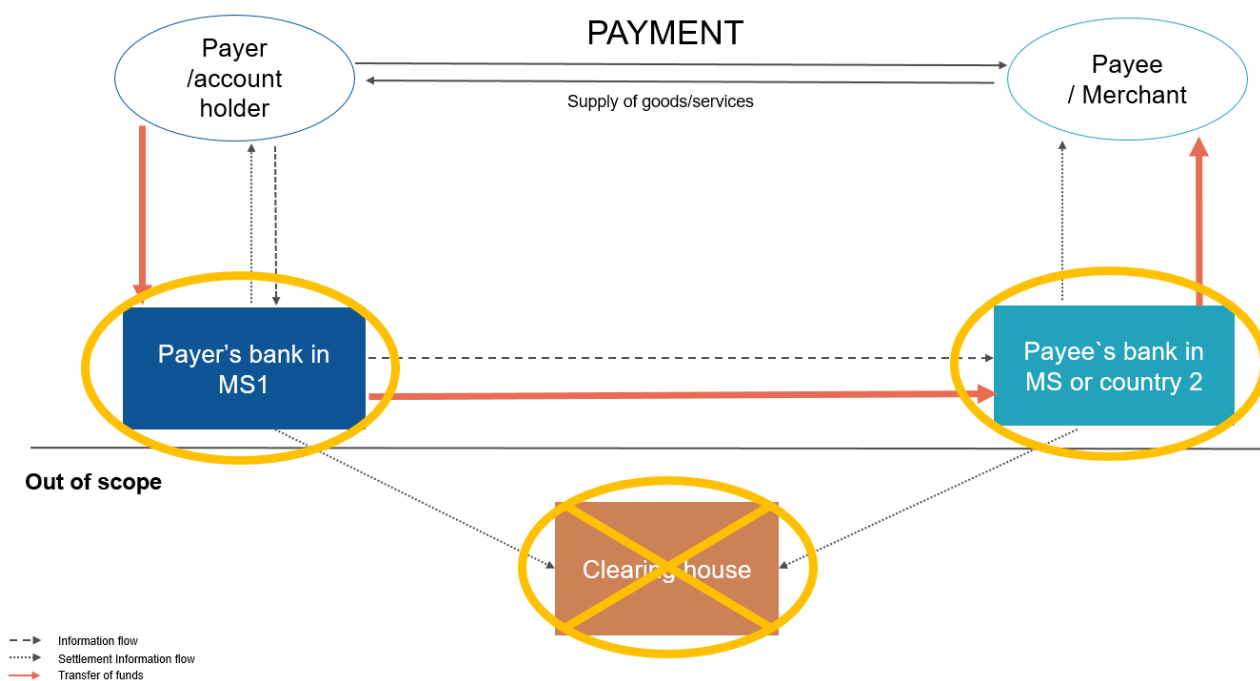 PAYMENT
Payer
/account
holder
Payee
/ Merchant
Supply of goods/services
Payer’s bank in
MS1
Payee`s bank in
MS or country 2
Out of scope
Clearing house
Information flow
Settlement Information flow
Transfer of funds